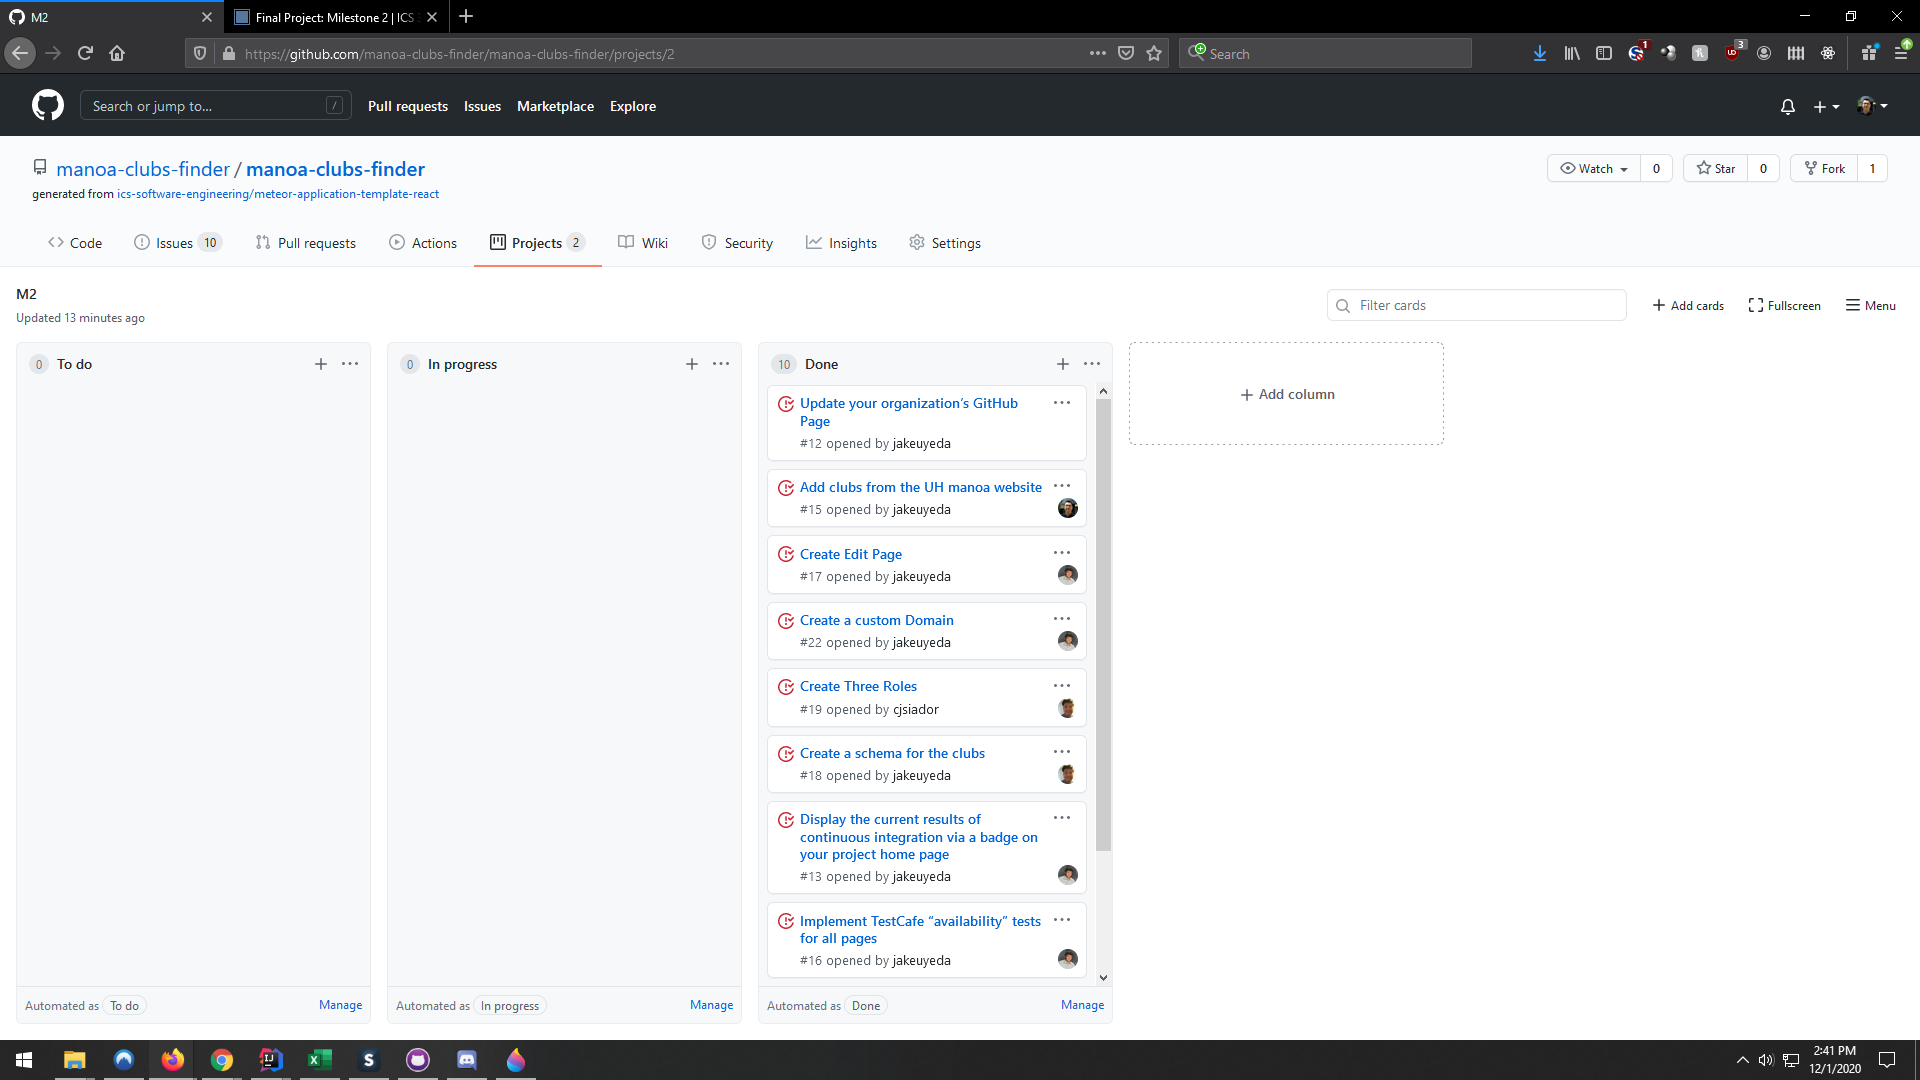 M2
Final Project: Milestone 2 | ICS
https://github.com/manoa-clubs-finder/manoa-clubs-finder/projects/2
Search
1
3
Search or jump to...
/
Pull requests
Issues
Marketplace
Explore
manoa-clubs-finder / manoa-clubs-finder
generated from ics-software-engineering/meteor-application-template-react
Watch 0
Star 0
Fork 1
Code
Issues 10
Pull requests
Actions
Projects 2
Wiki
Security
Insights
Settings
M2
Updated 13 minutes ago
Filter cards
Add cards
Fullscreen
Menu
0 To do
0 In progress
10 Done
Update your organization’s GitHub
Page
#12 opened by jakeuyeda
Add clubs from the UH manoa website
#15 opened by jakeuyeda
Create Edit Page
#17 opened by jakeuyeda
Create a custom Domain
#22 opened by jakeuyeda
Create Three Roles
#19 opened by cjsiador
Create a schema for the clubs
#18 opened by jakeuyeda
Display the current results of
continuous integration via a badge on
your project home page
#13 opened by jakeuyeda
Implement TestCafe “availability” tests
for all pages
#16 opened by jakeuyeda
Add column
Automated as To do
Manage
Automated as In progress
Manage
Automated as Done
Manage
2:41 PM
12/1/2020